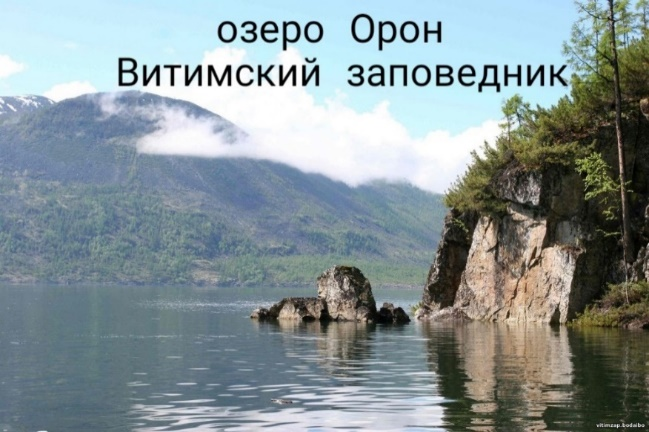 озеро Орон
Витимский заповедник
vitimzap.bodaibo